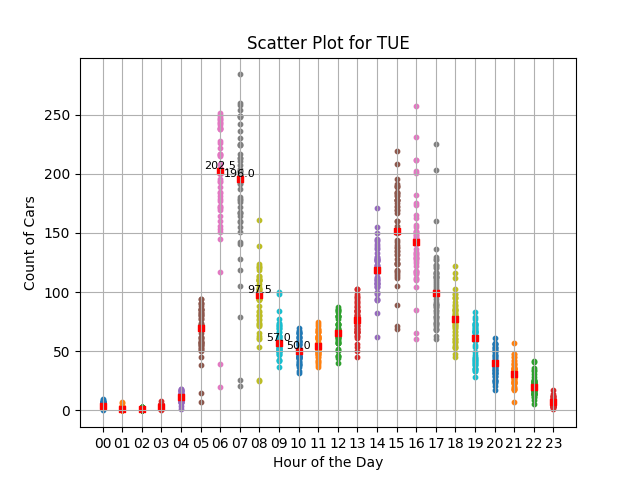 Scatter Plot for TUE
Count of Cars
250
200
150
100
50
0
202.5
196.0
97.5
57.0
50.0
00 01 02 03 04 05 06 07 08 09 10 11 12 13 14 15 16 17 18 19 20 21 22 23
Hour of the Day